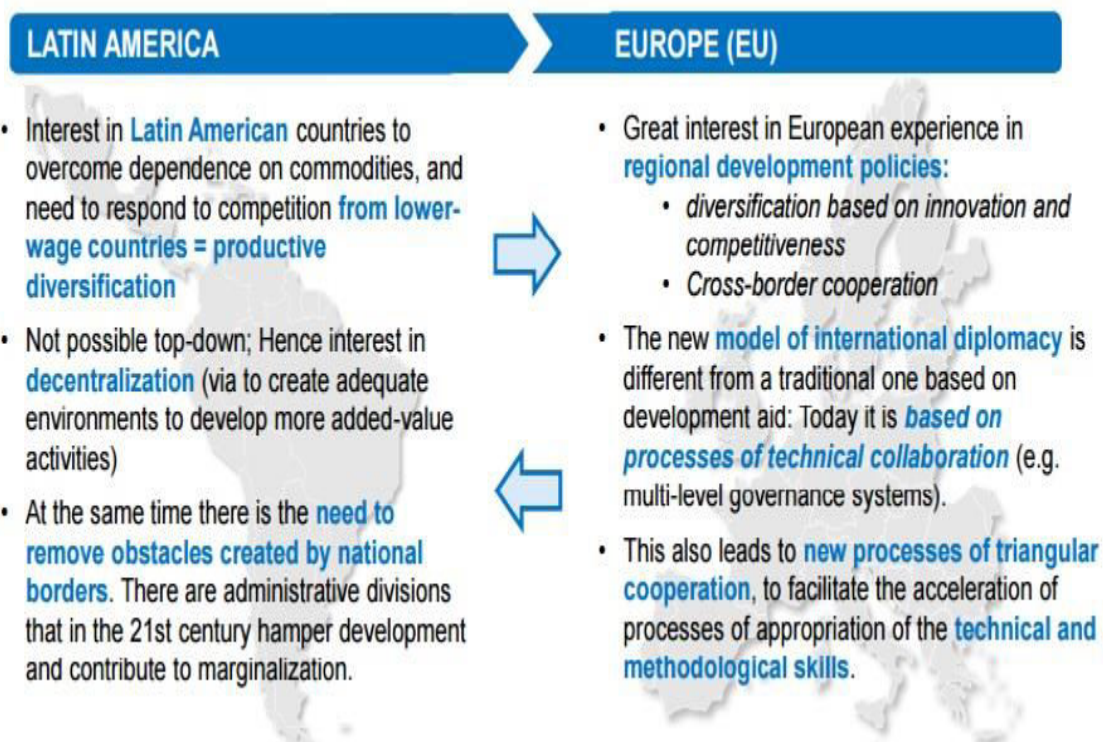 LATIN AMERICA
• Interest in Latin American countries to
overcome dependence on commodities, and
need to respond to competition from lower-
wage countries = productive
diversification
• Not possible top-down; Hence interest in
decentralization (via to create adequate
environments to develop more added-value
activities)
• At the same time there is the need to
remove obstacles created by national
borders. There are administrative divisions
that in the 21st century hamper development
and contribute to marginalization.
EUROPE (EU)
• Great interest in European experience in
regional development policies:
• diversification based on innovation and
competitiveness
• Cross-border cooperation
• The new model of international diplomacy is
different from a traditional one based on
development aid: Today it is based on
processes of technical collaboration (e.g.
multi-level governance systems).
• This also leads to new processes of triangular
cooperation, to facilitate the acceleration of
processes of appropriation of the technical and
methodological skills.